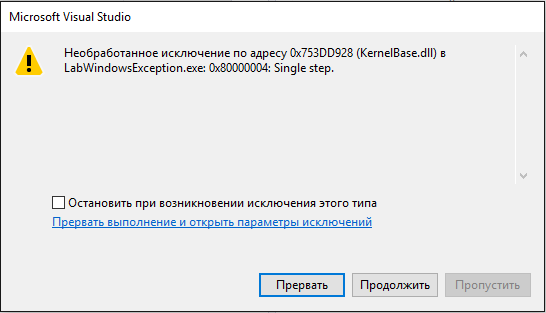 Microsoft Visual Studio
Необработанное исключение по адресу 0x753DD928 (KernelBase.dll) в
LabWindowsException.exe: 0x80000004: Single step.
Остановить при возникновении исключения этого типа
Прервать выполнение и открыть параметры исключений
Прервать
Продолжить
Пропустить